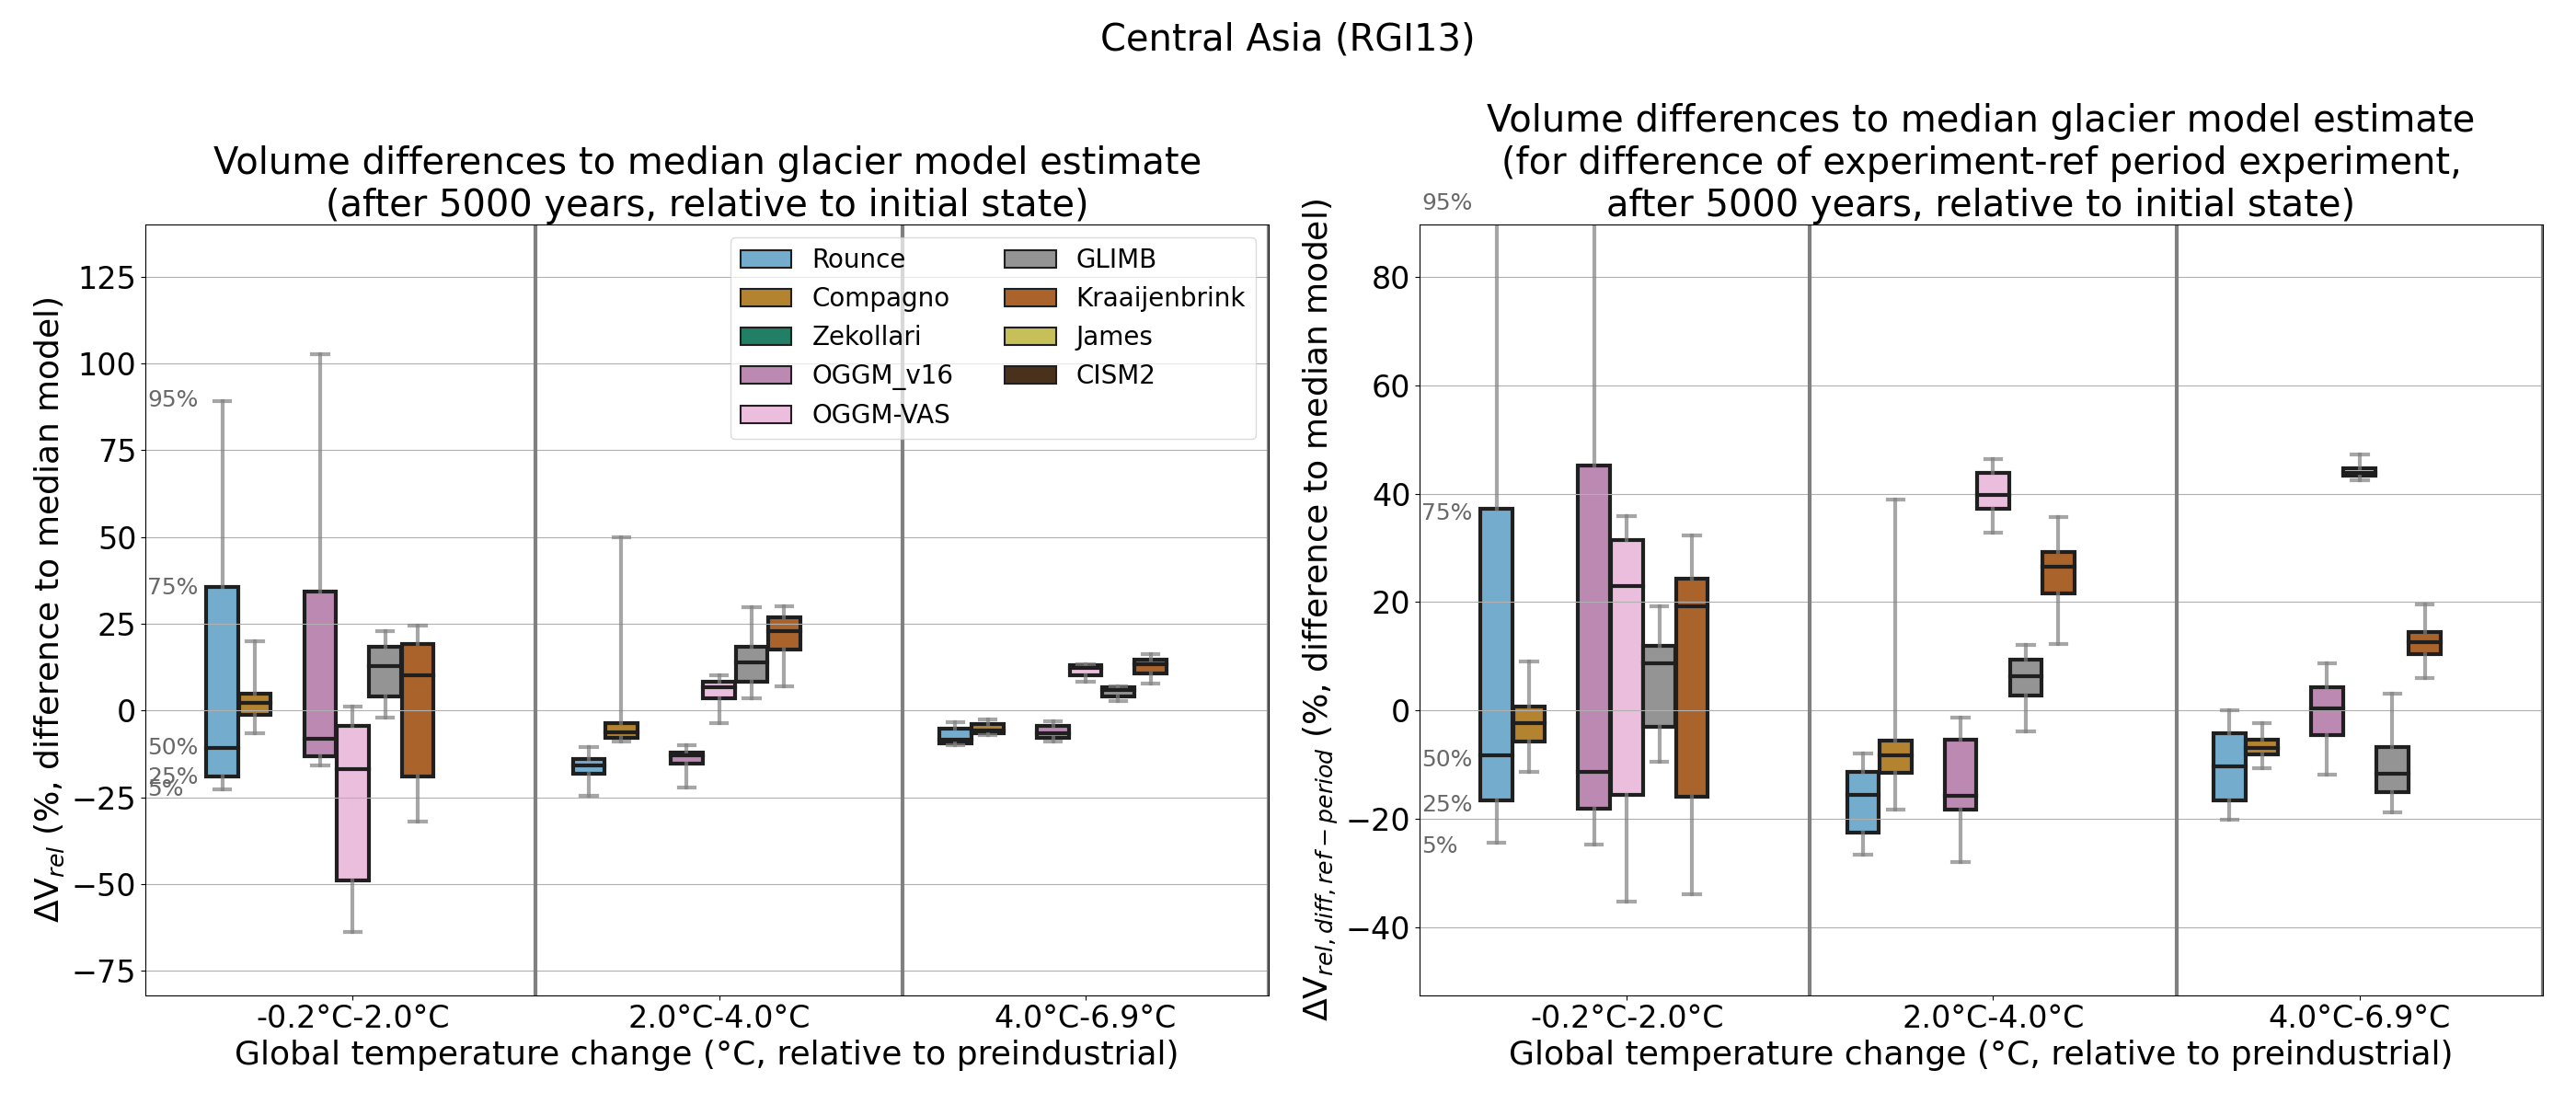 Central Asia (RGI13)
Volume differences to median glacier model estimate
(after 5000 years, relative to initial state)
ΔV_rel (%, difference to median model)
125
100
75
50
25
0
−25
−50
−75
95%
75%
50%
25%
5%
Rounce
Compagno
Zekollari
OGGM_v16
OGGM-VAS
GLIMB
Kraaijenbrink
James
CISM2
-0.2°C-2.0°C
2.0°C-4.0°C
4.0°C-6.9°C
Global temperature change (°C, relative to preindustrial)
Volume differences to median glacier model estimate
(for difference of experiment-ref period experiment,
after 5000 years, relative to initial state)
ΔV_rel, diff, ref − period (%, difference to median model)
80
60
40
20
0
−20
−40
95%
75%
50%
25%
5%
-0.2°C-2.0°C
2.0°C-4.0°C
4.0°C-6.9°C
Global temperature change (°C, relative to preindustrial)